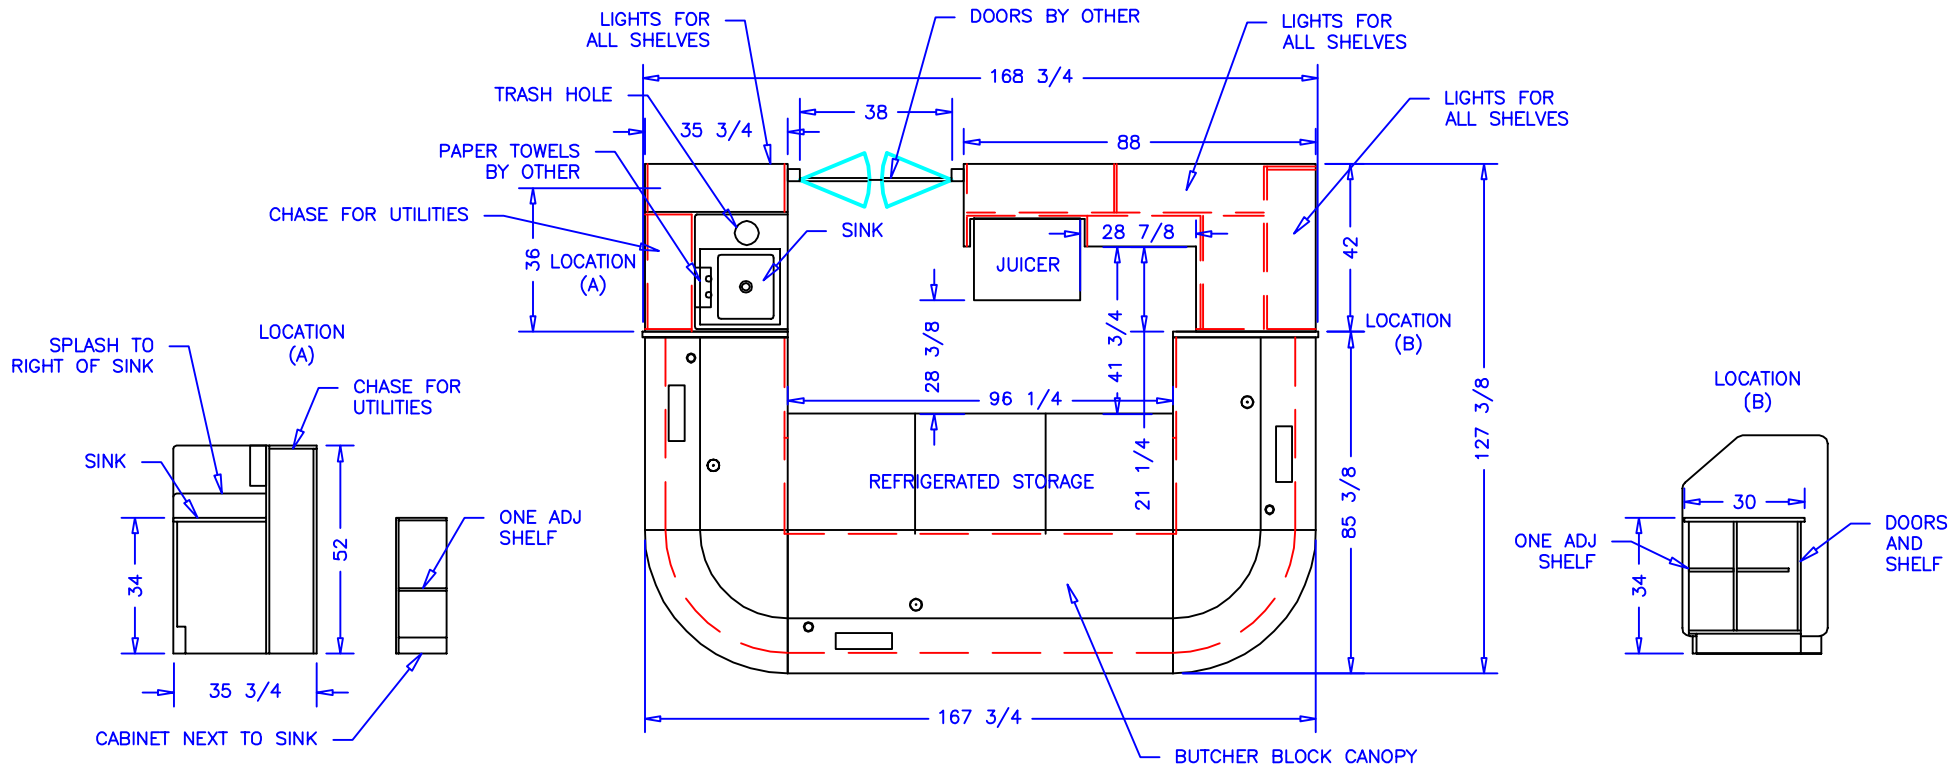 LIGHTS FOR
ALL SHELVES
DOORS BY OTHER
LIGHTS FOR
ALL SHELVES
168 3/4
TRASH HOLE
38
LIGHTS FOR
ALL SHELVES
35 3/4
88
PAPER TOWELS
BY OTHER
CHASE FOR UTILITIES
SINK
28 7/8
36
LOCATION
(A)
JUICER
42
LOCATION
(B)
28 3/8
41 3/4
21 1/4
96 1/4
127 3/8
85 3/8
REFRIGERATED STORAGE
167 3/4
BUTCHER BLOCK CANOPY
LOCATION
(A)
SPLASH TO
RIGHT OF SINK
CHASE FOR
UTILITIES
SINK
34
52
35 3/4
ONE ADJ
SHELF
CABINET NEXT TO SINK
LOCATION
(B)
30
ONE ADJ
SHELF
34
DOORS
AND
SHELF